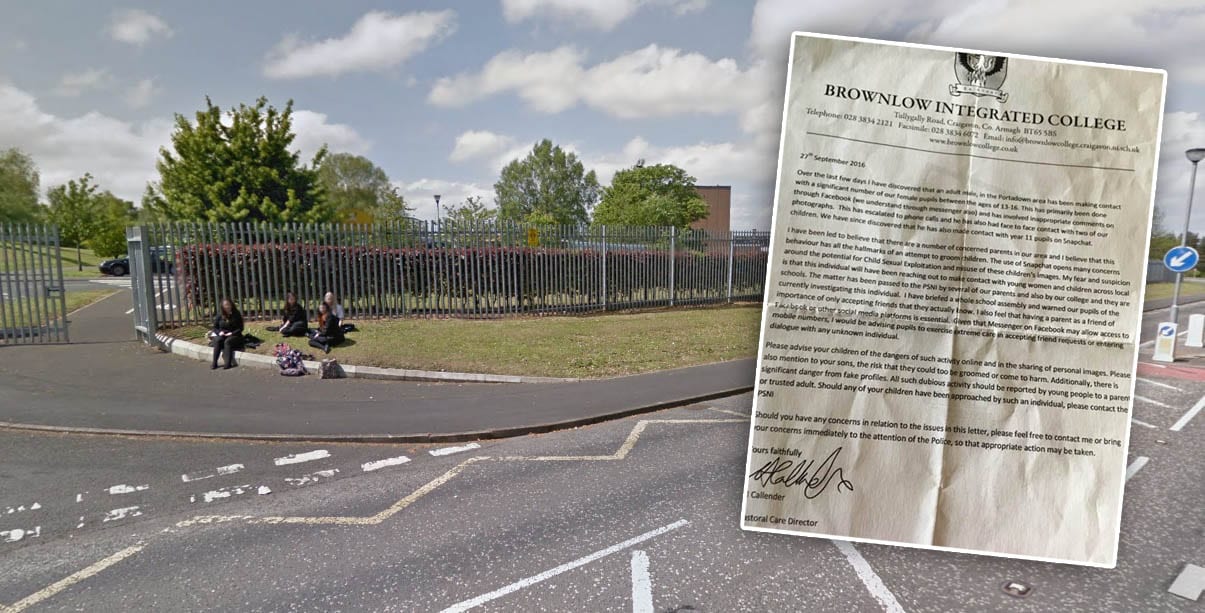 BROWNLOW INTEGRATED COLLEGE
Tullygally Road, Craigavon, Co. Armagh BT65 5BS
Telephone: 028 3834 2121 Facsimile: 028 3834 6072 Email: info@brownlowcollege.craigavon.ni.sch.uk
www.brownlowcollege.co.uk
27th September 2016
Over the last few days I have discovered that an adult male, in the Portadown area has been making contact
with a significant number of our female pupils between the ages of 11-15. This has primarily been done
through Facebook (we understand through messenger also) and has involved inappropriate comments on
photographs. This has escalated to phone calls and he has also had face to face contact with two of our
children. We have since discovered that he has also made contact with year 11 pupils on Snapchat.
I have been led to believe that there are a number of concerned parents in our area and I believe that this
behaviour has all the hallmarks of an attempt to groom children. The use of Snapchat opens many concerns
around the potential for Child Sexual Exploitation and misuse of these children's images. My fear and suspicion
is that this individual will have been reaching out to make contact with young women and children across local
schools. The matter has been passed to the PSNI by several of our parents and also by our college and they are
currently investigating this individual. I have briefed a whole school assembly and warned our pupils of the
importance of only accepting friends that they actually know. I also feel that having a parent as a friend of
Facebook or other social media platforms is essential. Given that Messenger on Facebook may allow access to
mobile numbers, I would be advising pupils to exercise extreme care in accepting friend requests or entering
dialogue with any unknown individual.
Please advise your children of the dangers of such activity online and in the sharing of personal images. Please
also mention to your sons, the risk that they could too be groomed or come to harm. Additionally, there is
significant danger from fake profiles. All such dubious activity should be reported by young people to a parent
or trusted adult. Should any of your children have been approached by such an individual, please contact the
PSNI
Should you have any concerns in relation to the issues in this letter, please feel free to contact me or bring
your concerns immediately to the attention of the Police, so that appropriate action may be taken.
ours faithfully
Callender
astoral Care Director